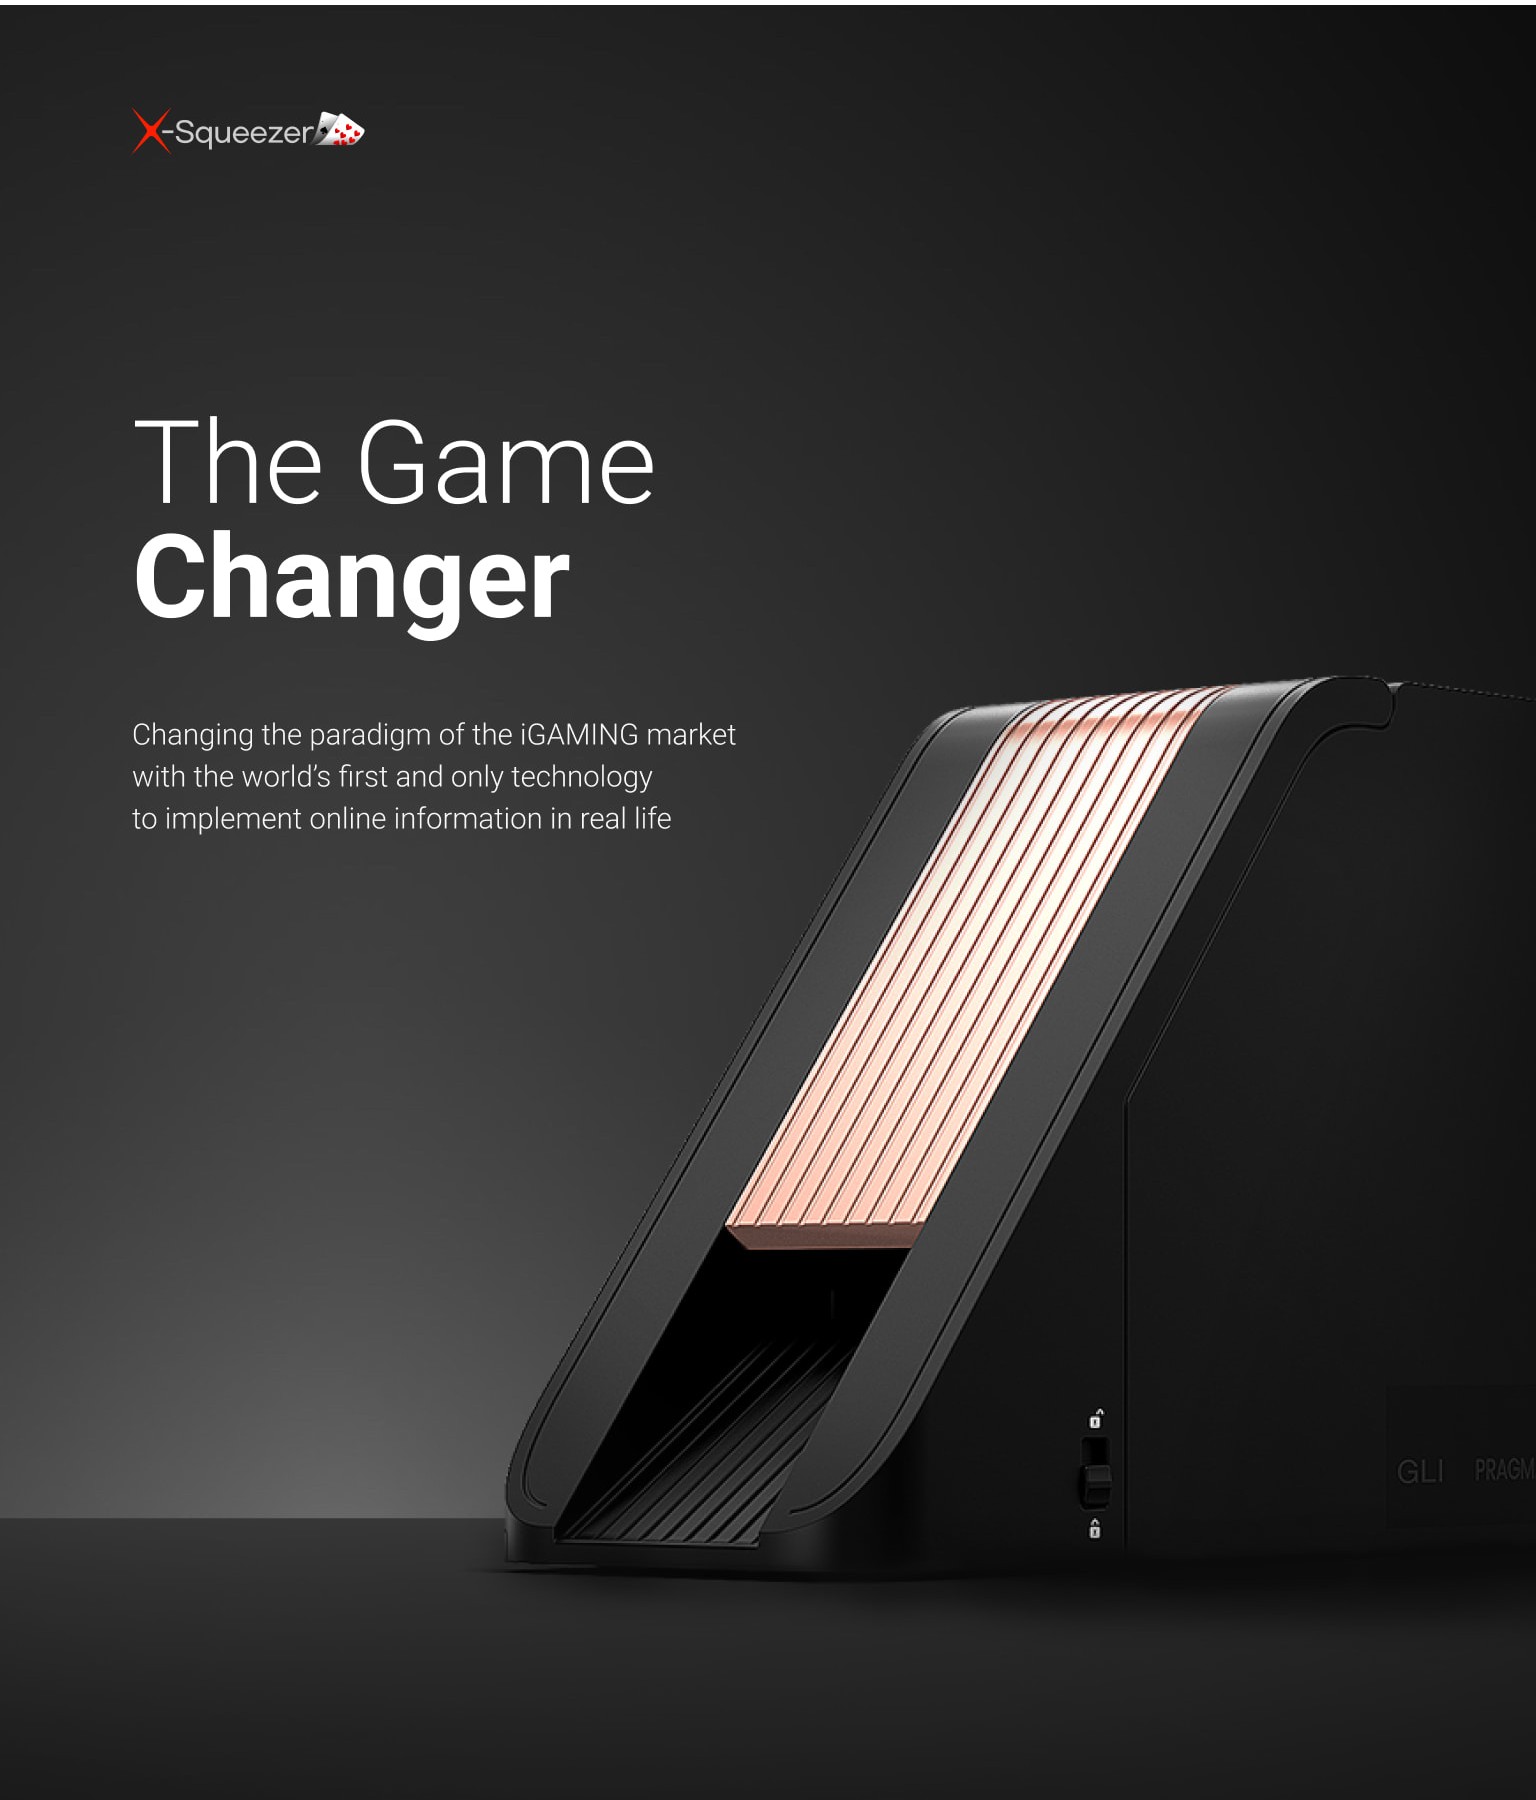 X-Squeezer
The Game
Changer
Changing the paradigm of the iGAMING market
with the world’s first and only technology
to implement online information in real life
GLI PRAGM